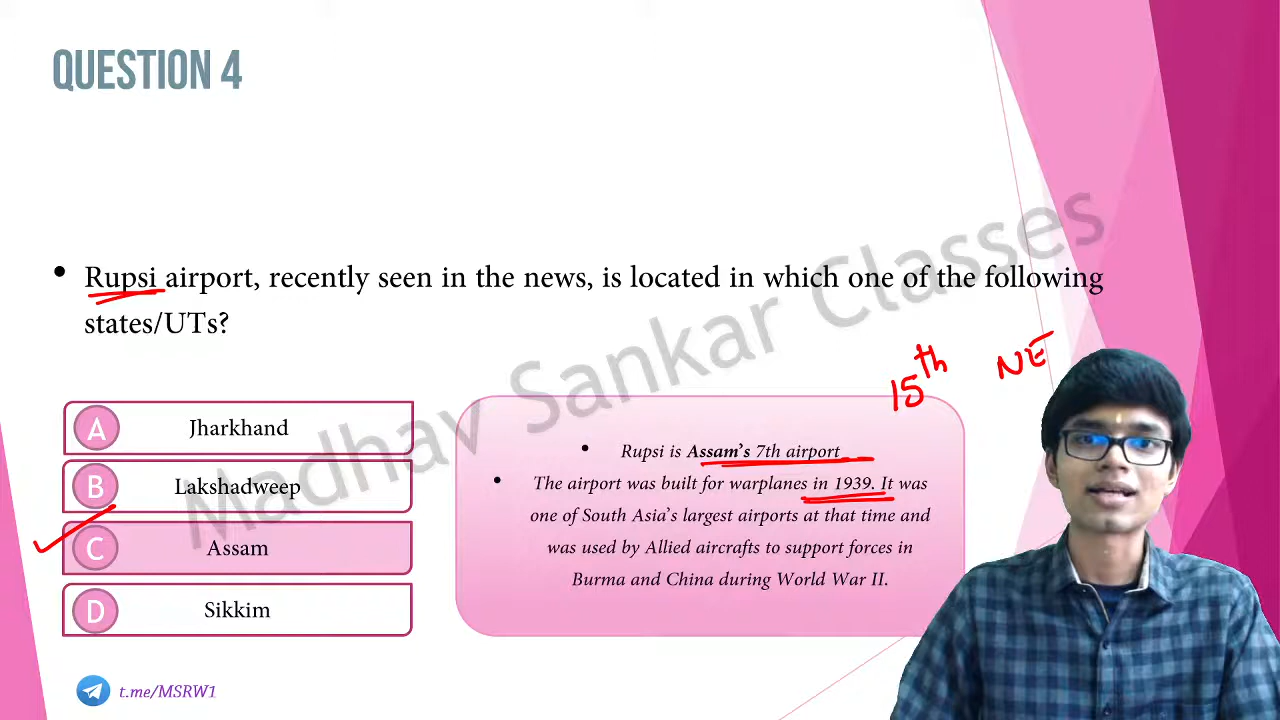 QUESTION 4
• Rupsi airport, recently seen in the news, is located in which one of the following
states/UTs?
15th NE
A Jharkhand
B Lakshadweep
C Assam
D Sikkim
• Rupsi is Assam's 7th airport
• The airport was built for warplanes in 1939. It was
one of South Asia's largest airports at that time and
was used by Allied aircrafts to support forces in
Burma and China during World War II.
Madhav Sankar Classes
t.me/MSRW1